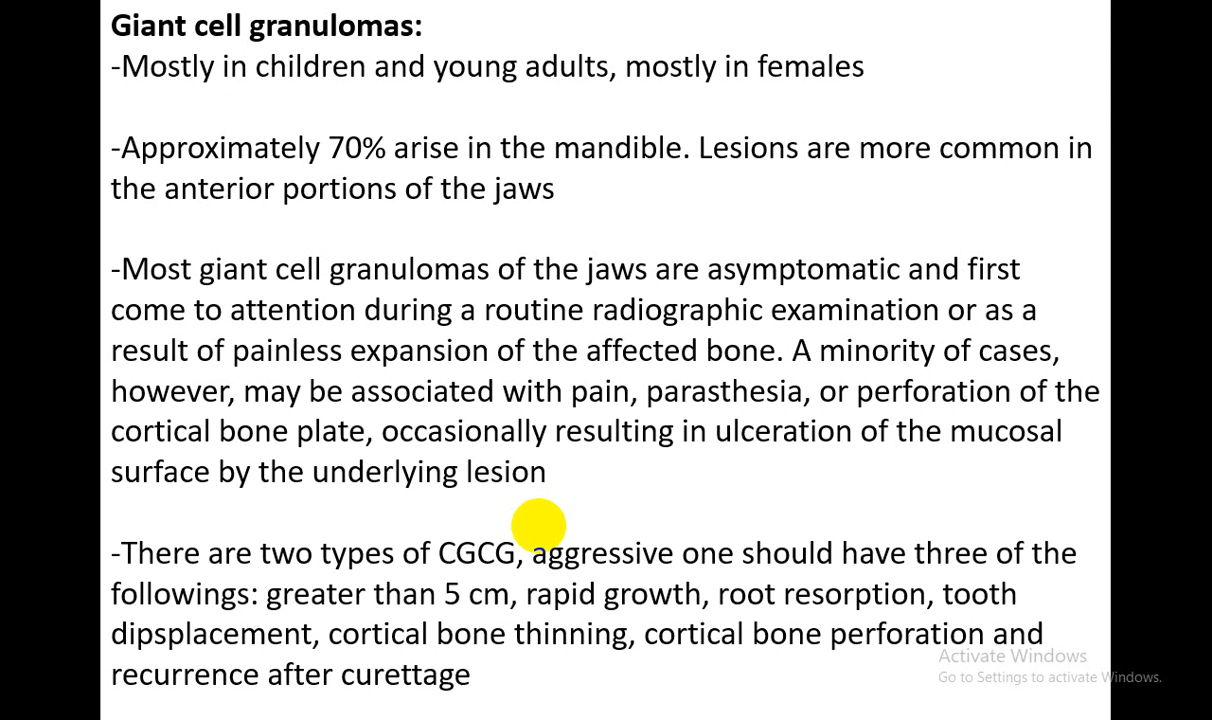 Giant cell granulomas:
-Mostly in children and young adults, mostly in females
-Approximately 70% arise in the mandible. Lesions are more common in
the anterior portions of the jaws
-Most giant cell granulomas of the jaws are asymptomatic and first
come to attention during a routine radiographic examination or as a
result of painless expansion of the affected bone. A minority of cases,
however, may be associated with pain, parasthesia, or perforation of the
cortical bone plate, occasionally resulting in ulceration of the mucosal
surface by the underlying lesion
-There are two types of CGCG, aggressive one should have three of the
followings: greater than 5 cm, rapid growth, root resorption, tooth
dipsplacement, cortical bone thinning, cortical bone perforation and
recurrence after curettage
Activate Windows
Go to Settings to activate Windows.